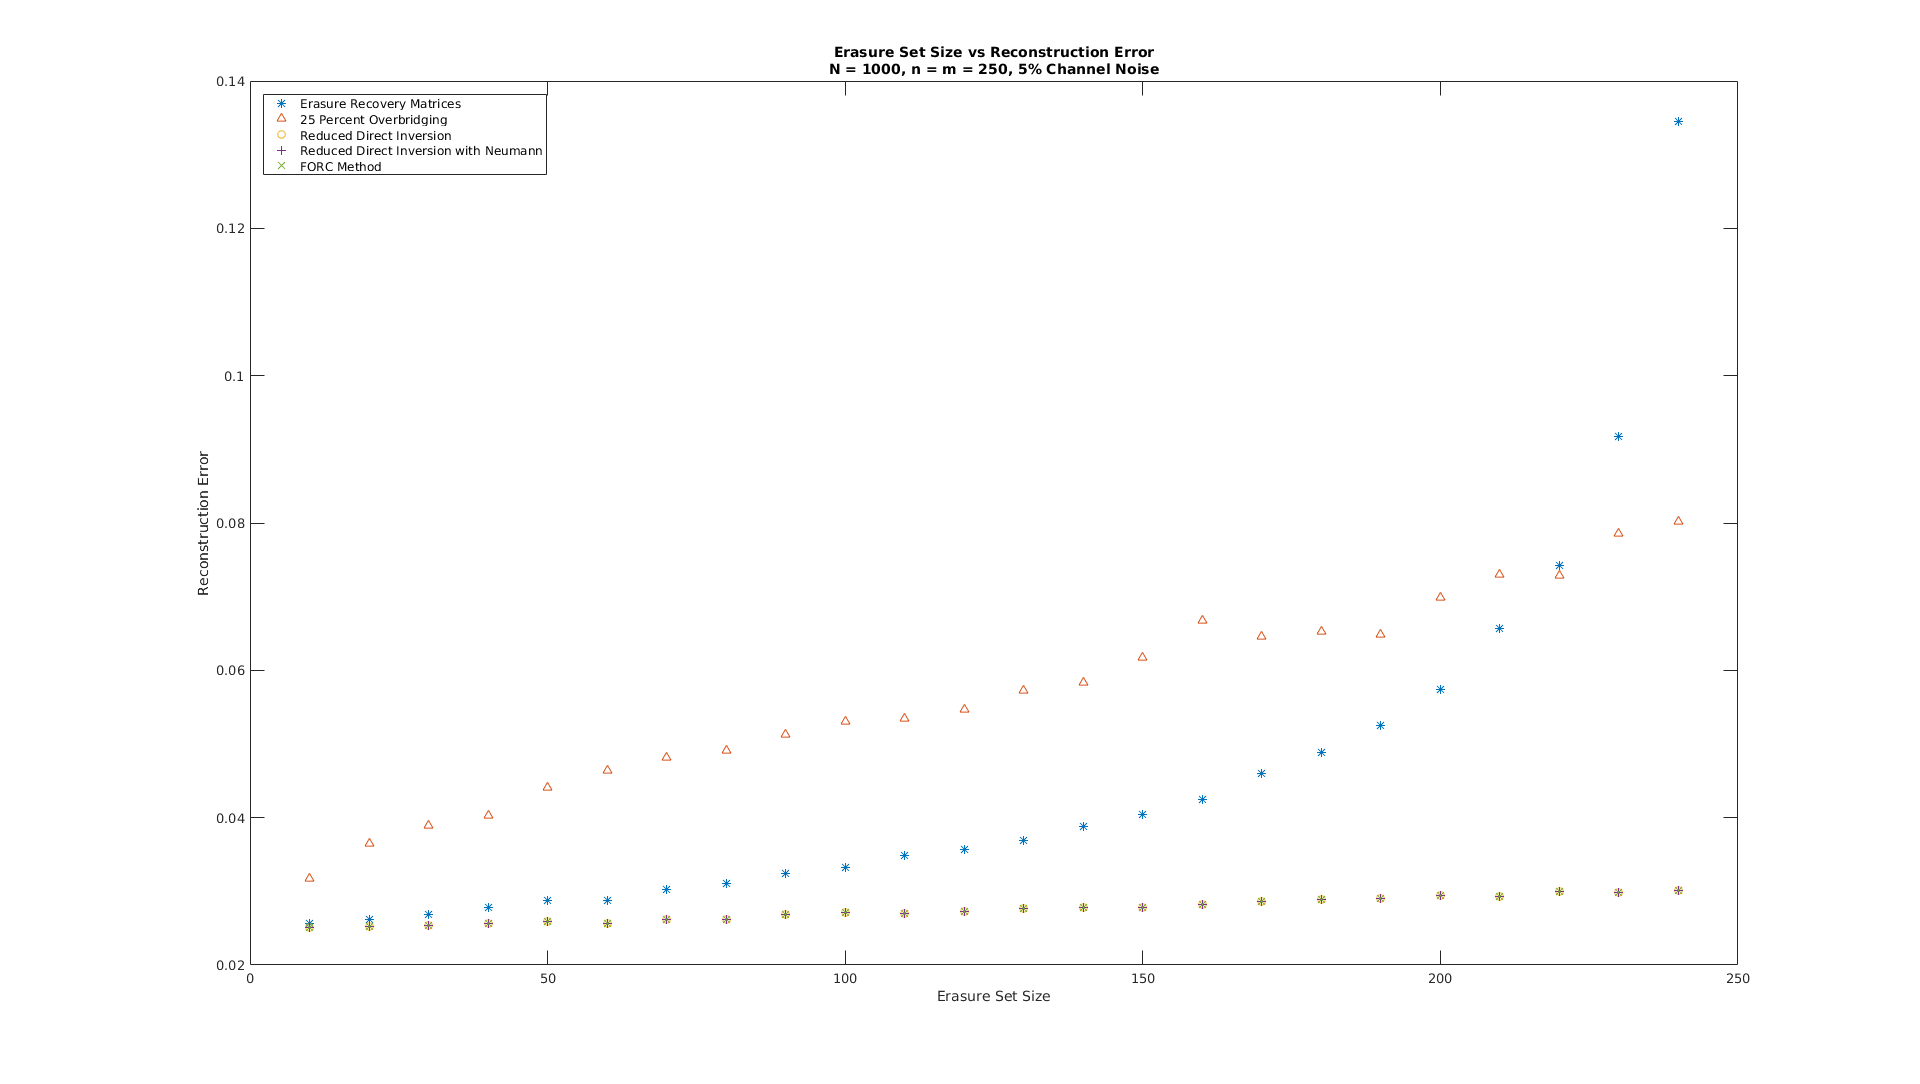 Erasure Set Size vs Reconstruction Error
N = 1000, n = m = 250, 5% Channel Noise
0.14
0.12
0.1
0.08
0.06
0.04
0.02
Reconstruction Error
Erasure Recovery Matrices
25 Percent Overbridging
Reduced Direct Inversion
Reduced Direct Inversion with Neumann
FORC Method
0 50 100 150 200 250
Erasure Set Size